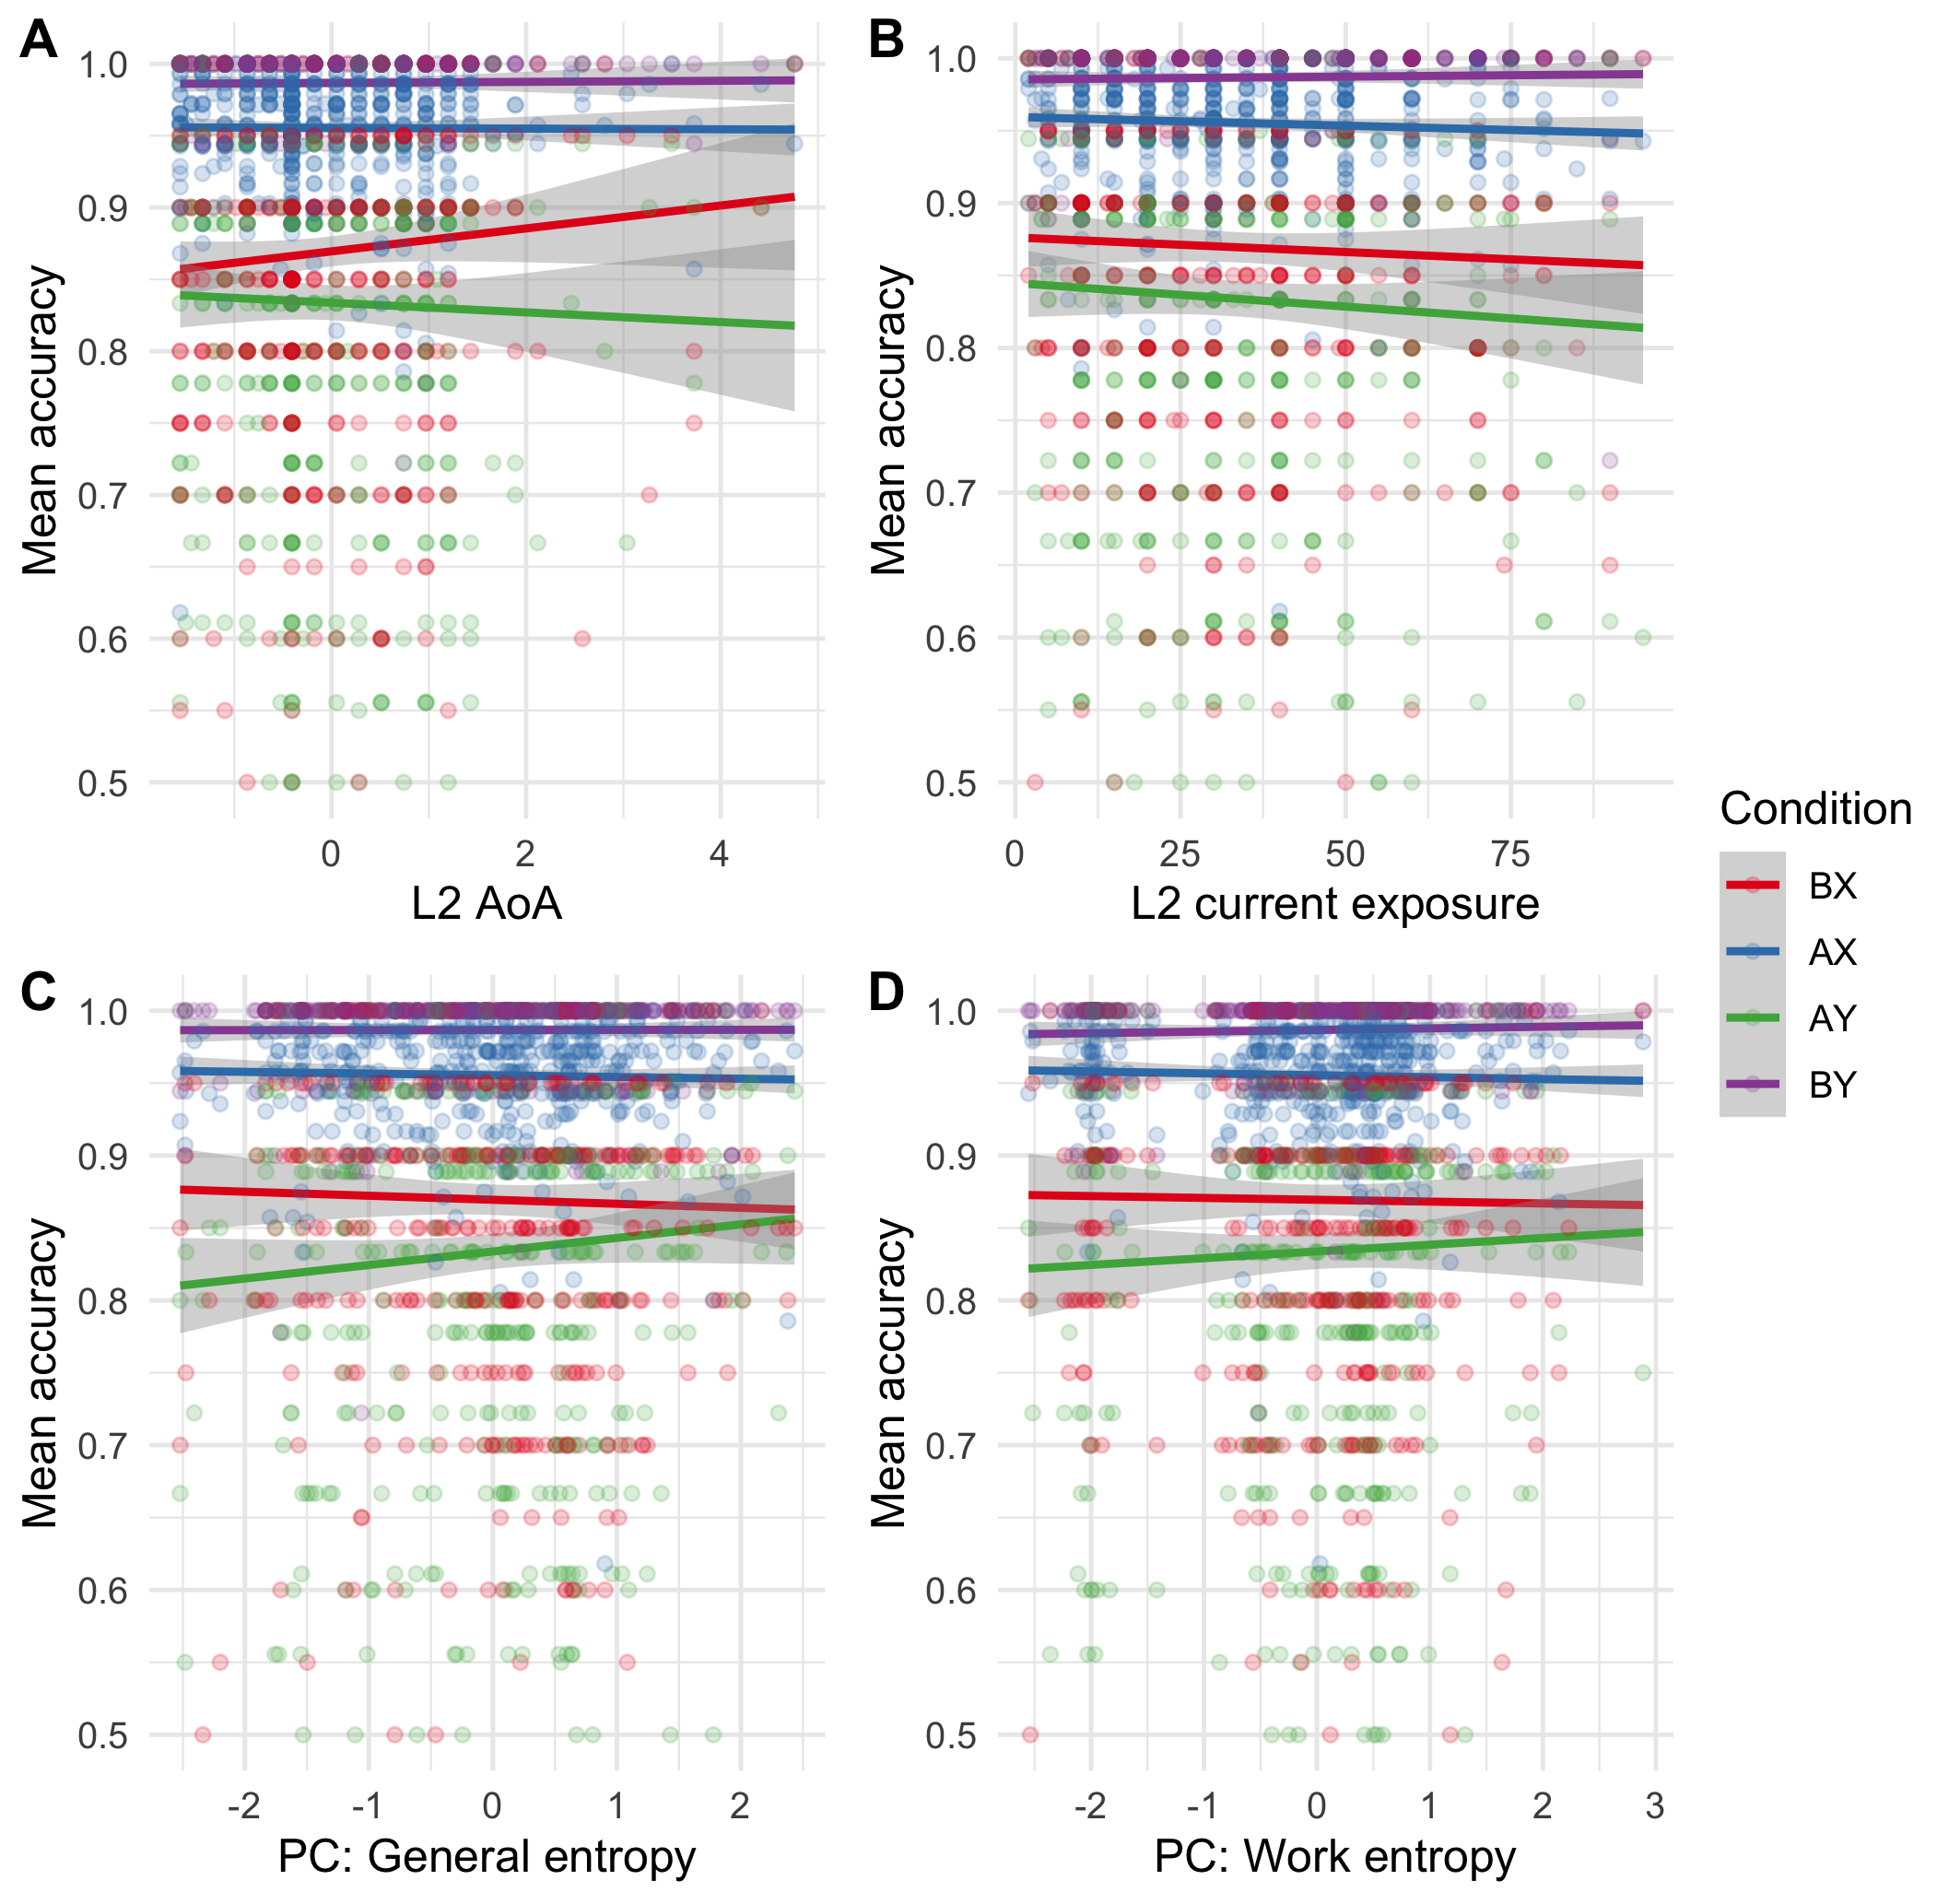 A
B
1.0
0.9
0.8
0.7
0.6
0.5
Mean accuracy
0 2 4
L2 AoA
1.0
0.9
0.8
0.7
0.6
0.5
Mean accuracy
0 25 50 75
L2 current exposure
Condition
BX
AX
AY
BY
C
1.0
0.9
0.8
0.7
0.6
0.5
Mean accuracy
-2 -1 0 1 2
PC: General entropy
D
1.0
0.9
0.8
0.7
0.6
0.5
Mean accuracy
-2 -1 0 1 2 3
PC: Work entropy